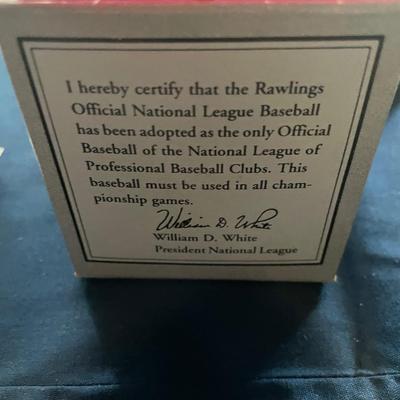 I hereby certify that the Rawlings
Official National League Baseball
has been adopted as the only Official
Baseball of the National League of
Professional Baseball Clubs. This
baseball must be used in all cham-
pionship games.
William D. White
William D. White
President National League